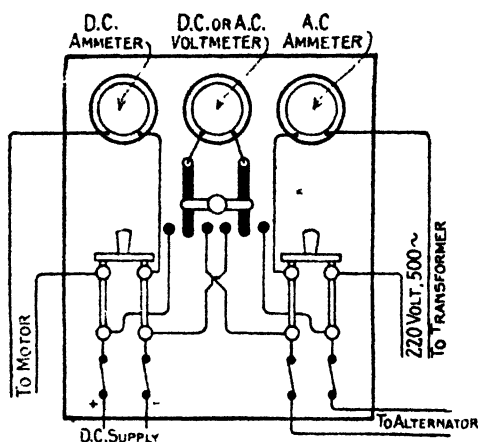 D.C.
AMMETER
D.C. OR A.C.
VOLTMETER
A.C
AMMETER
TO MOTOR
220 VOLT, 500~
TO TRANSFORMER
+
-
D.C. SUPPLY
TO ALTERNATOR